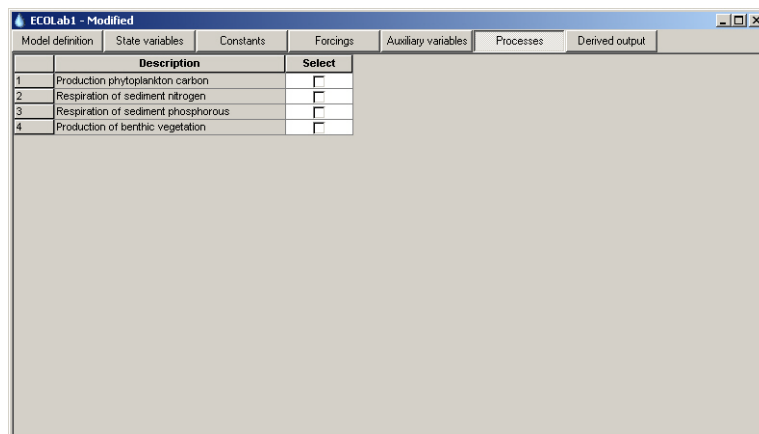 ECOLab1 - Modified
Model definition State variables Constants Forcings Auxiliary variables Processes Derived output
Description Select
1 Production phytoplankton carbon
2 Respiration of sediment nitrogen
3 Respiration of sediment phosphorous
4 Production of benthic vegetation